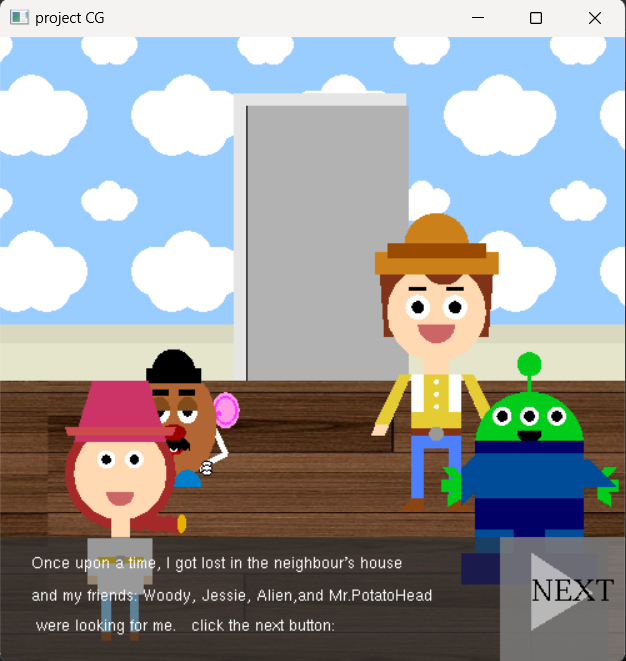 project CG
Once upon a time, I got lost in the neighbour's house
and my friends: Woody, Jessie, Alien,and Mr.PotatoHead
were looking for me. click the next button:
NEXT